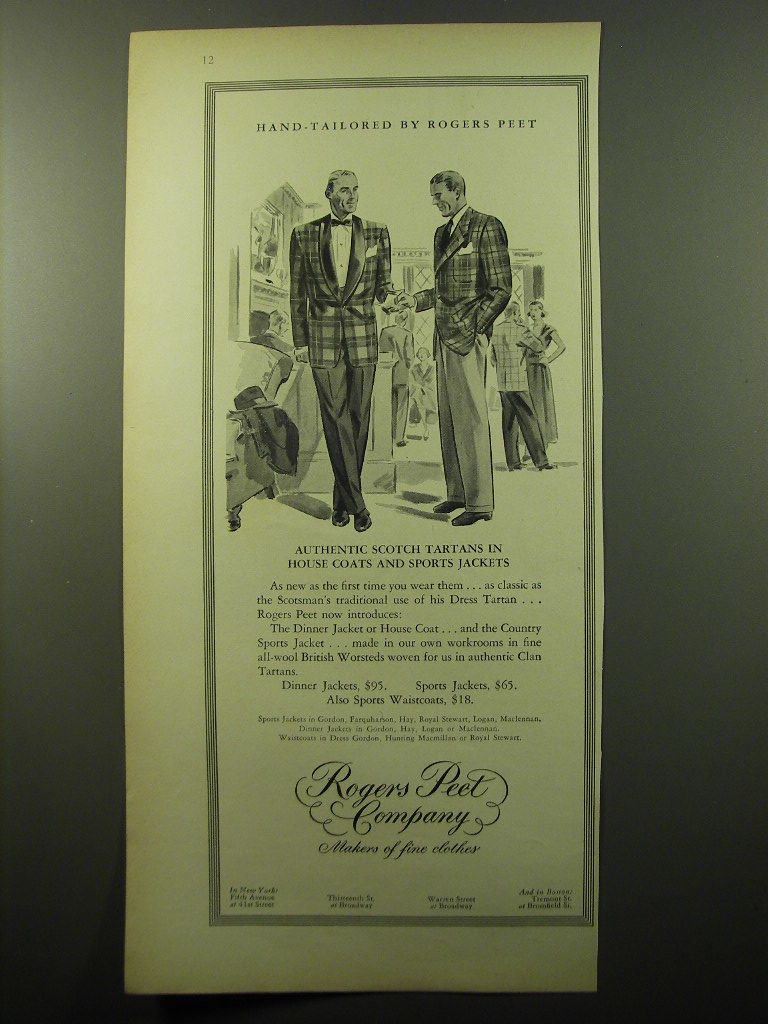 12
HAND-TAILORED BY ROGERS PEET
AUTHENTIC SCOTCH TARTANS IN
HOUSE COATS AND SPORTS JACKETS
As new as the first time you wear them . . . as classic as
the Scotsman's traditional use of his Dress Tartan . . .
Rogers Peet now introduces:
The Dinner Jacket or House Coat . . . and the Country
Sports Jacket . . . made in our own workrooms in fine
all-wool British Worsteds woven for us in authentic Clan
Tartans.
Dinner Jackets, $95. Sports Jackets, $65.
Also Sports Waistcoats, $18.
Sports Jackets in Gordon, Farquharson, Hay, Royal Stewart, Logan, Maclennan.
Dinner Jackets in Gordon, Hay, Logan or Maclennan.
Waistcoats in Dress Gordon, Hunting Macmillan or Royal Stewart.
Rogers Peet
Company
Makers of fine clothes
In New York:
Fifth Avenue
at 41st Street
Thirteenth St.
at Broadway
Warren Street
at Broadway
And in Boston:
Tremont St.
at Bromfield St.